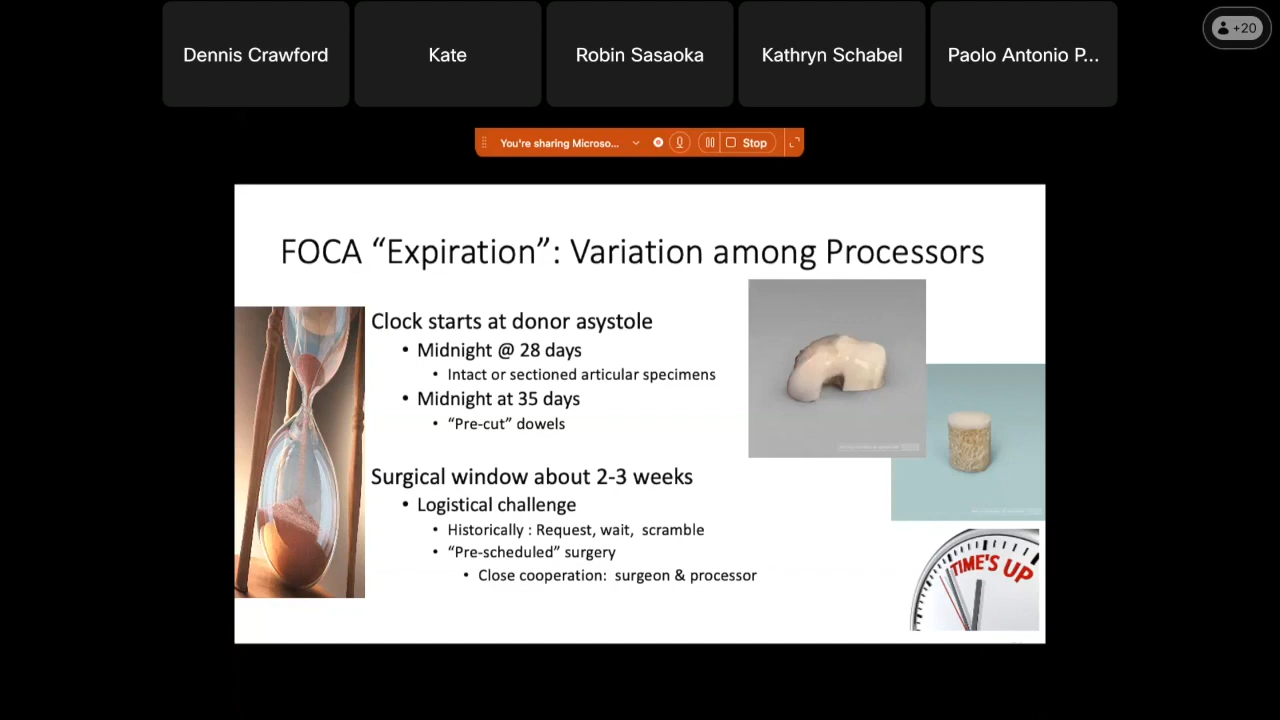 Dennis Crawford
Kate
Robin Sasaoka
Kathryn Schabel
Paolo Antonio P...
+20
You're sharing Microso...
Stop
FOCA “Expiration”: Variation among Processors
Clock starts at donor asystole
• Midnight @ 28 days
• Intact or sectioned articular specimens
• Midnight at 35 days
• “Pre-cut” dowels
Surgical window about 2-3 weeks
• Logistical challenge
• Historically : Request, wait, scramble
• “Pre-scheduled” surgery
• Close cooperation: surgeon & processor
TIME'S UP